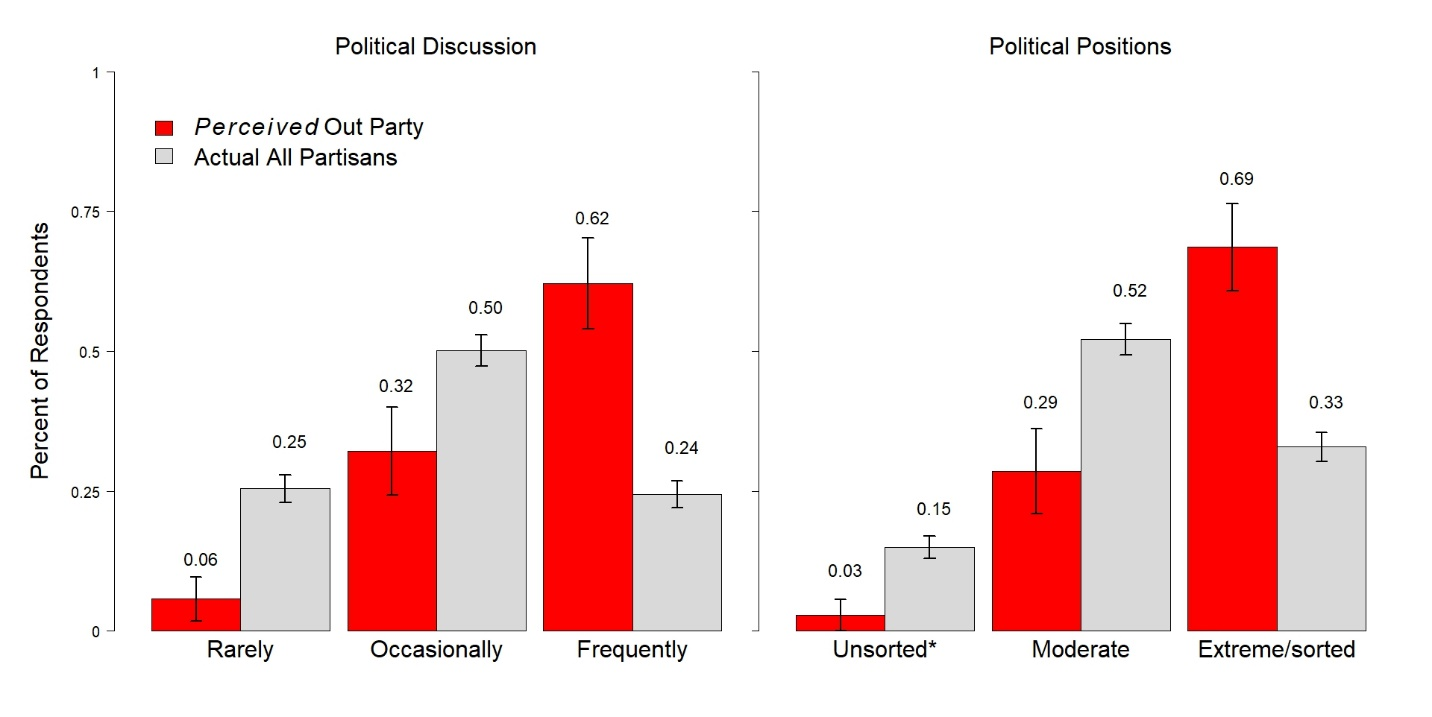 Political Discussion
Political Positions
1
0.75
0.5
0.25
0
Percent of Respondents
Perceived Out Party
Actual All Partisans
0.06
0.25
0.32
0.50
0.62
0.24
0.03
0.15
0.29
0.52
0.69
0.33
Rarely
Occasionally
Frequently
Unsorted*
Moderate
Extreme/sorted